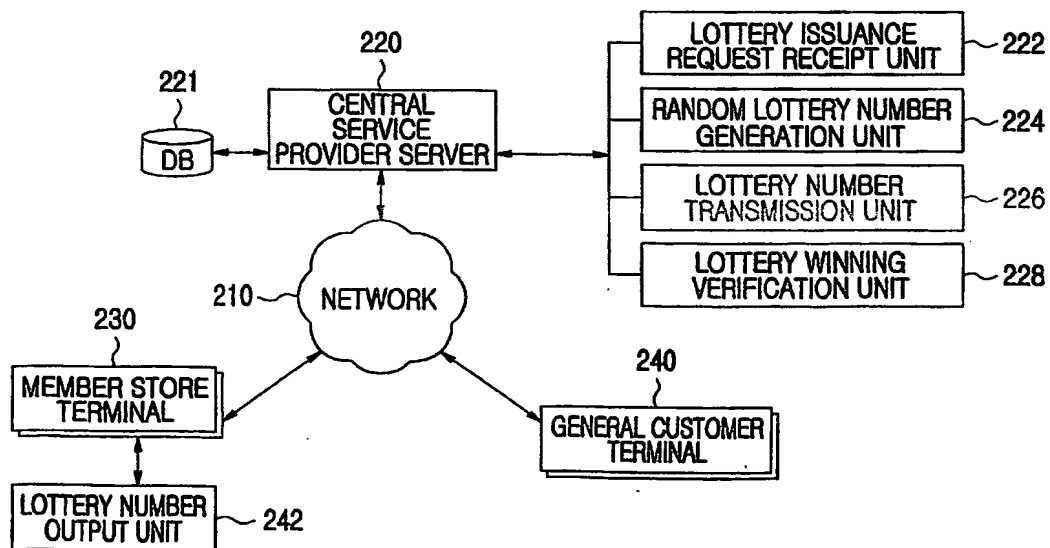 220
221
CENTRAL
SERVICE
PROVIDER SERVER
DB
LOTTERY ISSUANCE
REQUEST RECEIPT UNIT
222
RANDOM LOTTERY NUMBER
GENERATION UNIT
224
LOTTERY NUMBER
TRANSMISSION UNIT
226
LOTTERY WINNING
VERIFICATION UNIT
228
210
NETWORK
230
MEMBER STORE
TERMINAL
240
GENERAL CUSTOMER
TERMINAL
LOTTERY NUMBER
OUTPUT UNIT
242